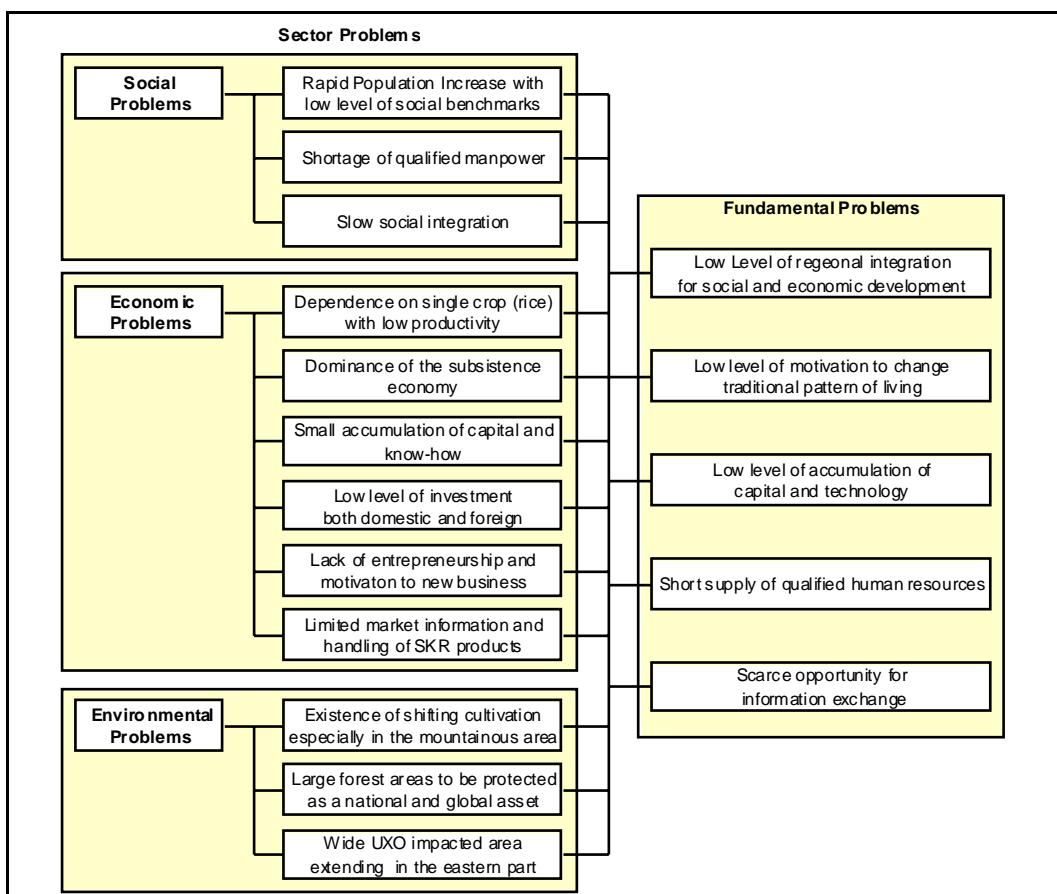 Sector Problems
Social
Problems
Rapid Population Increase with
low level of social benchmarks
Shortage of qualified manpower
Slow social integration
Economic
Problems
Dependence on single crop (rice)
with low productivity
Dominance of the subsistence
economy
Small accumulation of capital and
know-how
Low level of investment
both domestic and foreign
Lack of entrepreneurship and
motivaton to new business
Limited market information and
handling of SKR products
Environmental
Problems
Existence of shifting cultivation
especially in the mountainous area
Large forest areas to be protected
as a national and global asset
Wide UXO impacted area
extending in the eastern part
Fundamental Problems
Low Level of regeonal integration
for social and economic development
Low level of motivation to change
traditional pattern of living
Low level of accumulation of
capital and technology
Short supply of qualified human resources
Scarce opportunity for
information exchange